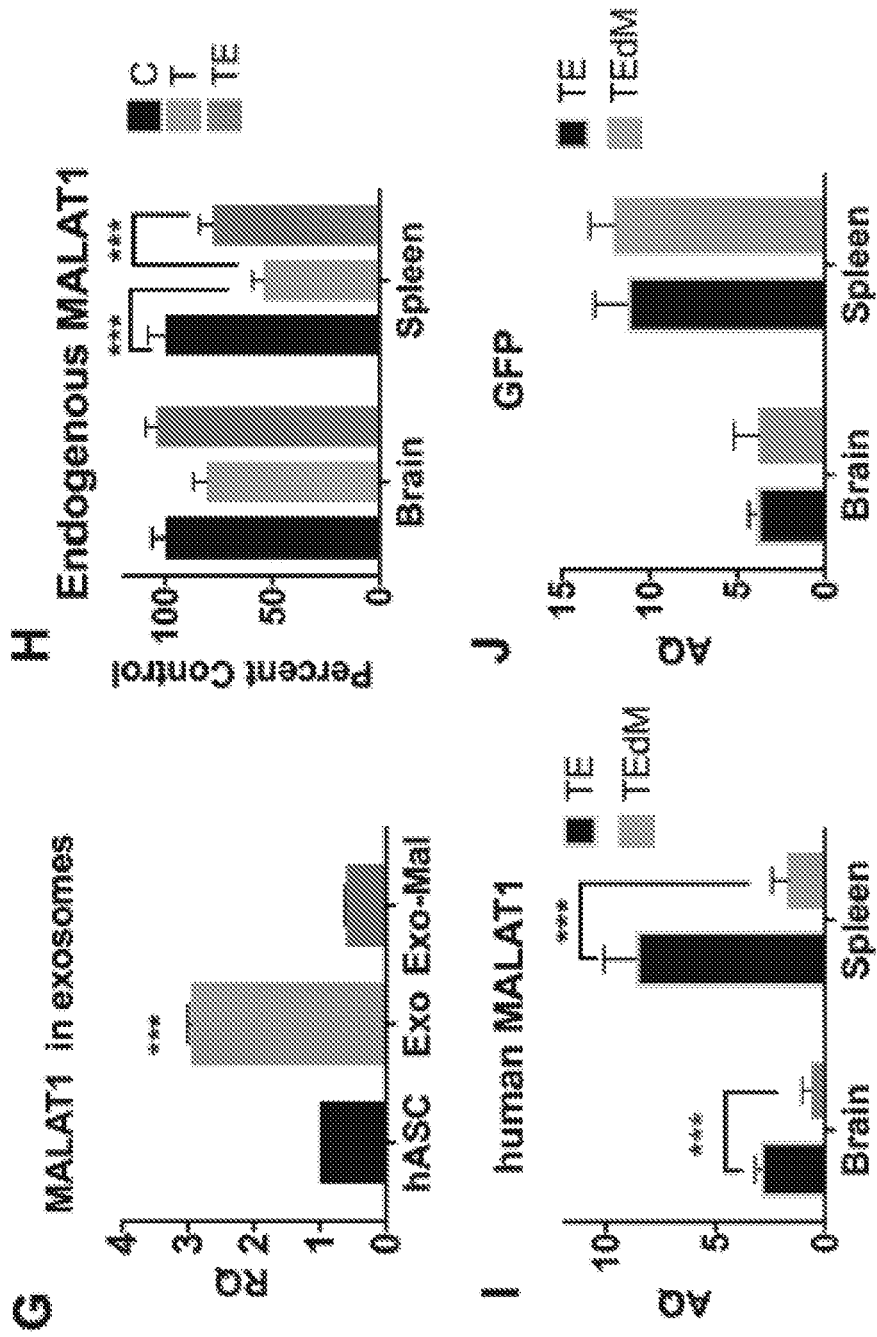 G
MALAT1 in exosomes
RQ
4
3
2
1
0
***
hASC Exo Exo-Mal
H
Endogenous MALAT1
Percent Control
100
50
0
*** ***
Brain Spleen
C
T
TE
I
human MALAT1
AQ
10
5
0
***
***
Brain Spleen
TE
TEdM
J
GFP
AQ
15
10
5
0
Brain Spleen
TE
TEdM